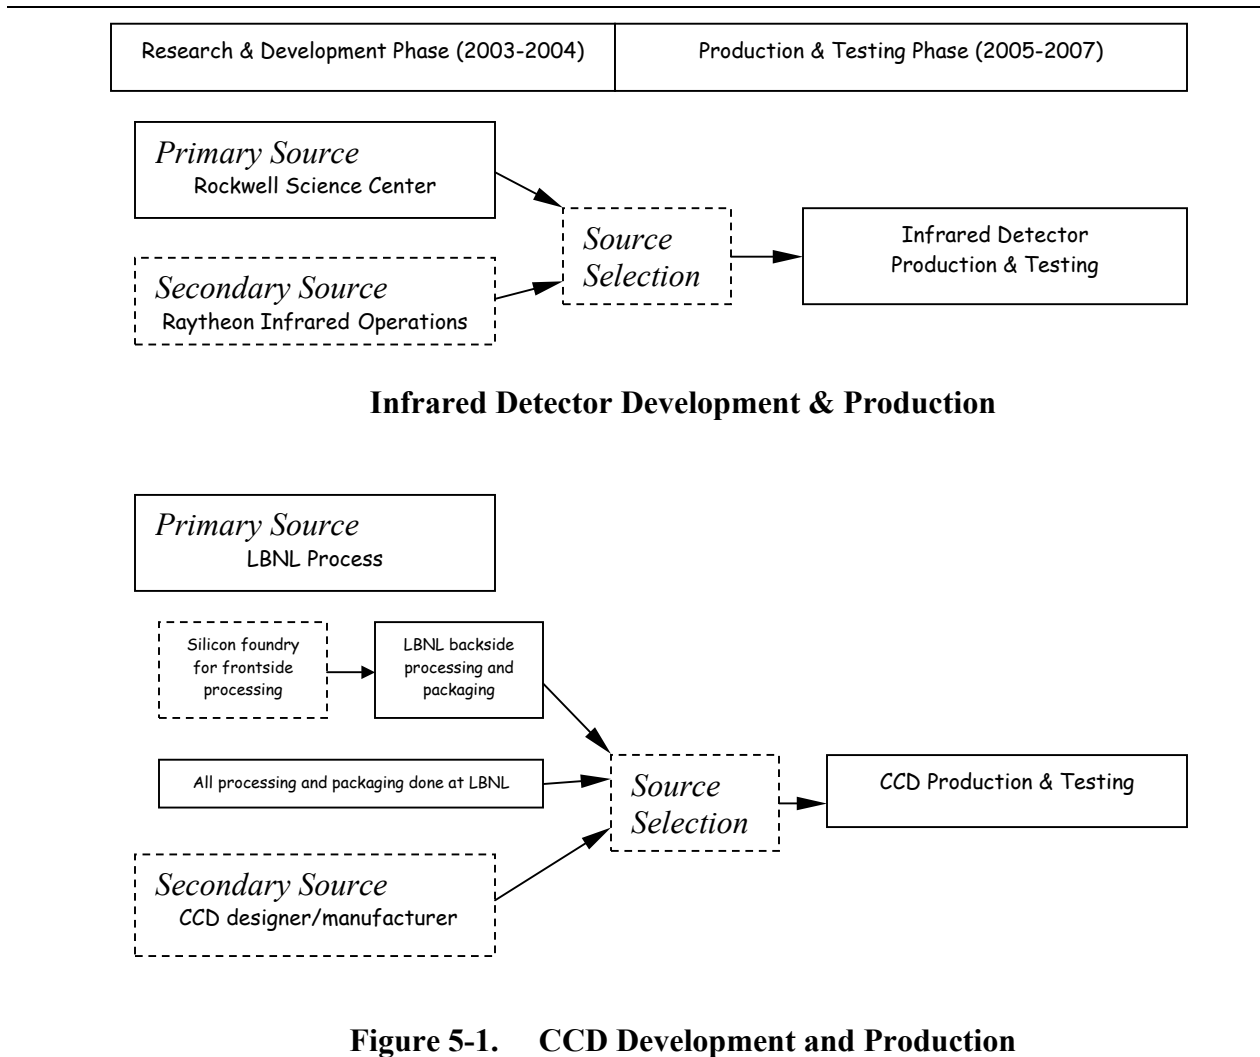 Research & Development Phase (2003-2004)
Production & Testing Phase (2005-2007)
Primary Source
Rockwell Science Center
Secondary Source
Raytheon Infrared Operations
Source
Selection
Infrared Detector
Production & Testing
Infrared Detector Development & Production
Primary Source
LBNL Process
Silicon foundry
for frontside
processing
LBNL backside
processing and
packaging
All processing and packaging done at LBNL
Secondary Source
CCD designer/manufacturer
Source
Selection
CCD Production & Testing
Figure 5-1. CCD Development and Production